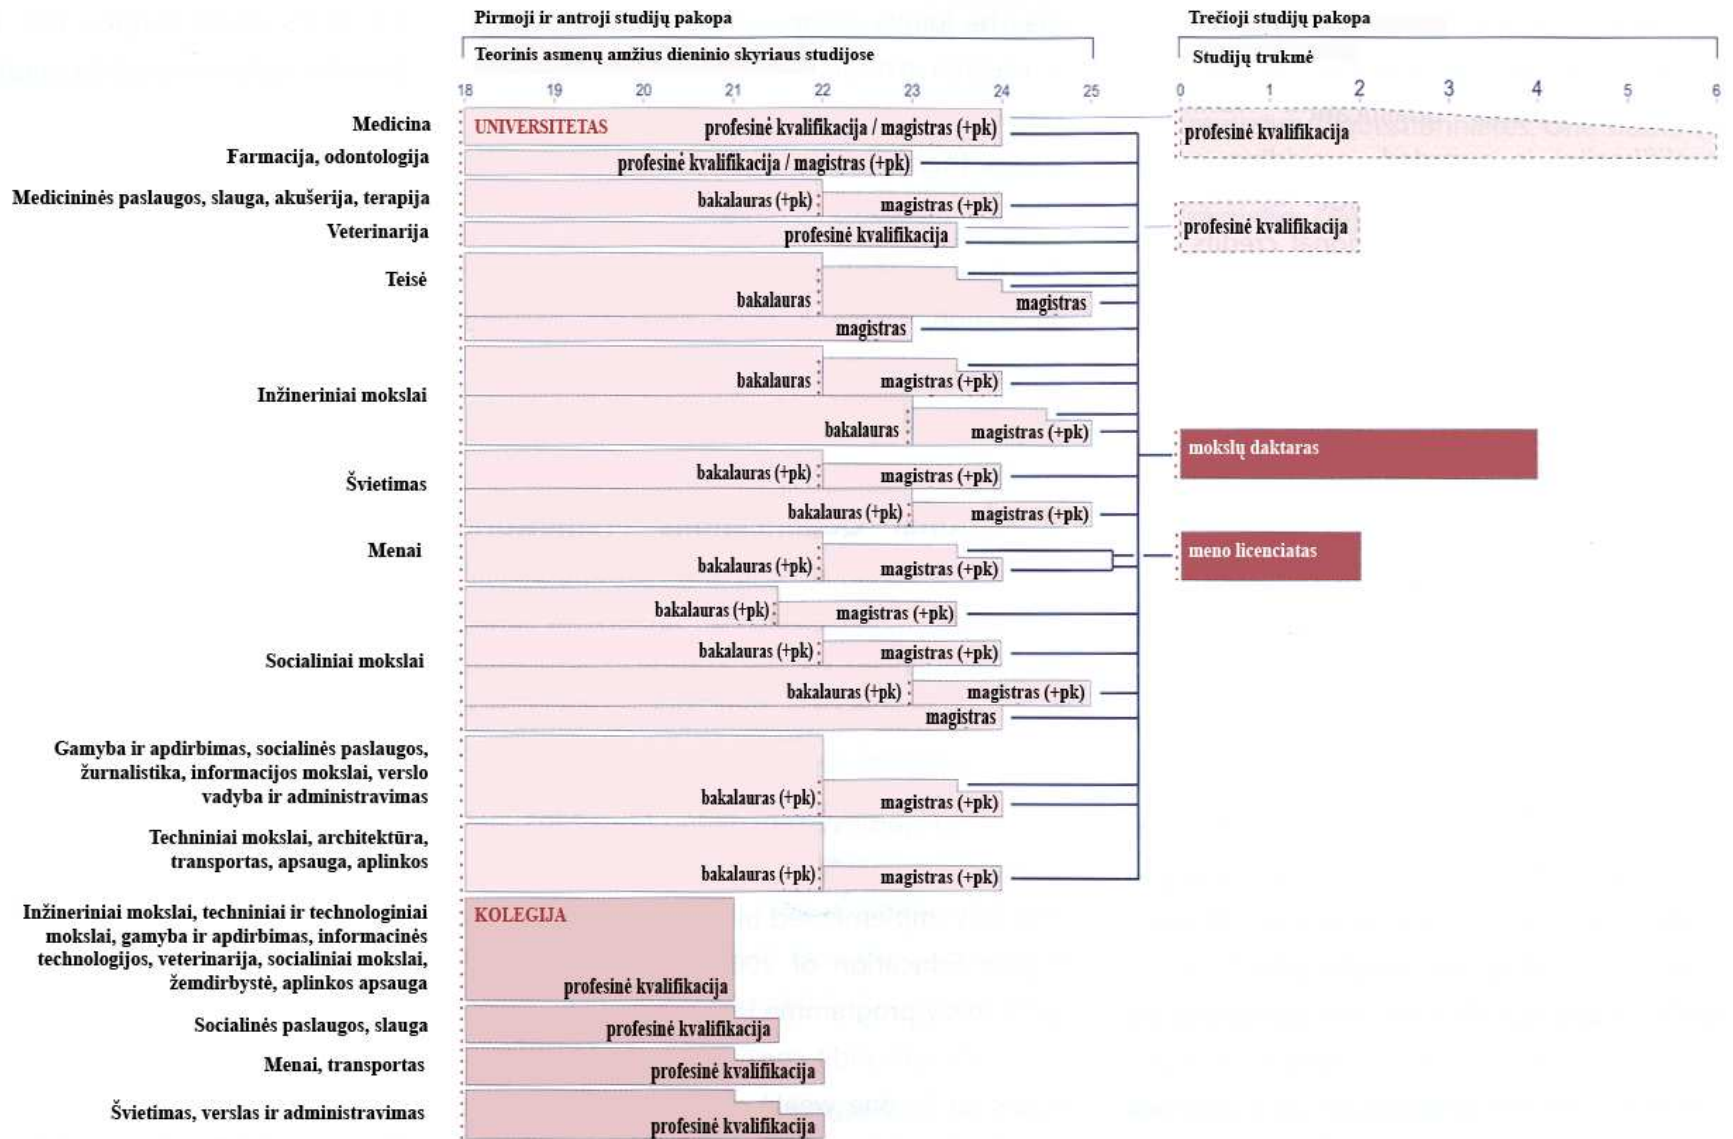 Pirmoji ir antroji studijų pakopa
Trečioji studijų pakopa
Teorinis asmenų amžius dieninio skyriaus studijose
Studijų trukmė
18 19 20 21 22 23 24 25
0 1 2 3 4 5 6
Medicina
UNIVERSITETAS
profesinė kvalifikacija / magistras (+pk)
profesinė kvalifikacija
Farmacija, odontologija
profesinė kvalifikacija / magistras (+pk)
Medicininės paslaugos, slauga, akušerija, terapija
bakalauras (+pk)
magistras (+pk)
Veterinarija
profesinė kvalifikacija
profesinė kvalifikacija
Teisė
bakalauras
magistras
magistras
Inžineriniai mokslai
bakalauras
magistras (+pk)
bakalauras
magistras (+pk)
mokslų daktaras
Švietimas
bakalauras (+pk)
magistras (+pk)
bakalauras (+pk)
magistras (+pk)
Menai
bakalauras (+pk)
magistras (+pk)
meno licenciatas
Socialiniai mokslai
bakalauras (+pk)
magistras (+pk)
bakalauras (+pk)
magistras (+pk)
bakalauras (+pk)
magistras (+pk)
magistras
Gamyba ir apdirbimas, socialinės paslaugos,
žurnalistika, informacijos mokslai, verslo
vadyba ir administravimas
bakalauras (+pk)
magistras (+pk)
Techniniai mokslai, architektūra,
transportas, apsauga, aplinkos
bakalauras (+pk)
magistras (+pk)
Inžineriniai mokslai, techniniai ir technologiniai
mokslai, gamyba ir apdirbimas, informacinės
technologijos, veterinarija, socialiniai mokslai,
žemdirbystė, aplinkos apsauga
KOLEGIJA
profesinė kvalifikacija
Socialinės paslaugos, slauga
profesinė kvalifikacija
Menai, transportas
profesinė kvalifikacija
Švietimas, verslas ir administravimas
profesinė kvalifikacija